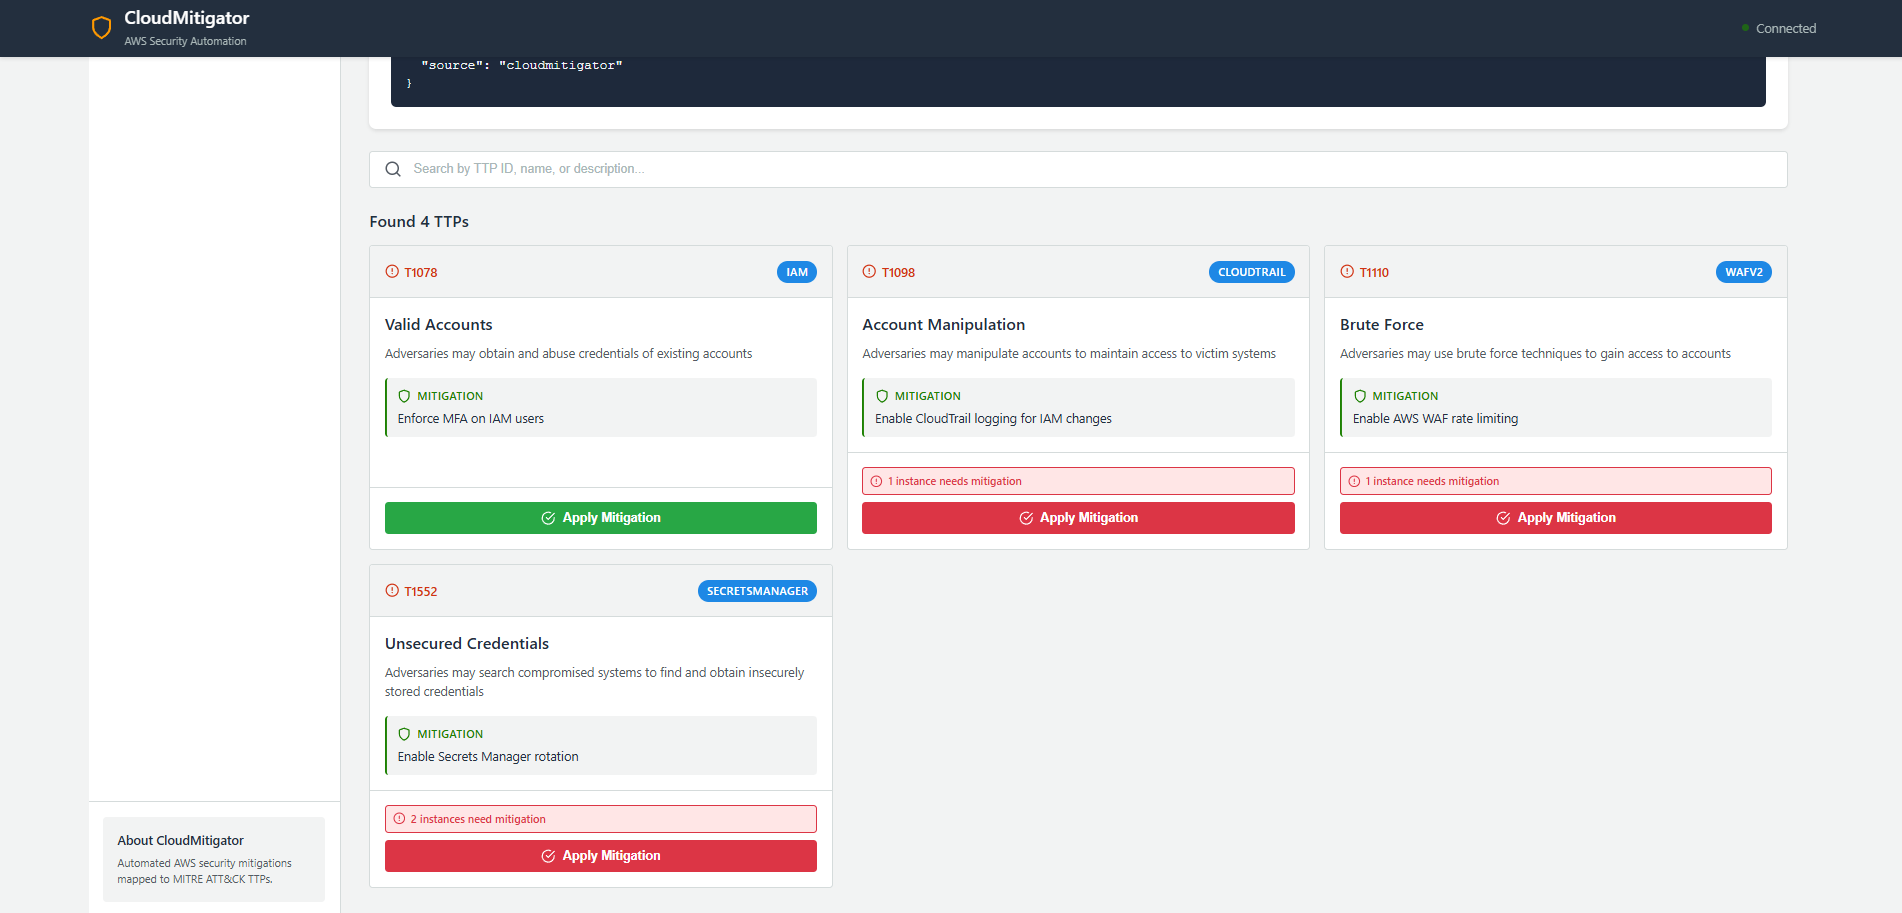 CloudMitigator
AWS Security Automation
Connected
"source": "cloudmitigator"
}
Search by TTP ID, name, or description...
Found 4 TTPs
T1078
IAM
Valid Accounts
Adversaries may obtain and abuse credentials of existing accounts
MITIGATION
Enforce MFA on IAM users
Apply Mitigation
T1098
CLOUDTRAIL
Account Manipulation
Adversaries may manipulate accounts to maintain access to victim systems
MITIGATION
Enable CloudTrail logging for IAM changes
1 instance needs mitigation
Apply Mitigation
T1110
WAFV2
Brute Force
Adversaries may use brute force techniques to gain access to accounts
MITIGATION
Enable AWS WAF rate limiting
1 instance needs mitigation
Apply Mitigation
T1552
SECRETSMANAGER
Unsecured Credentials
Adversaries may search compromised systems to find and obtain insecurely
stored credentials
MITIGATION
Enable Secrets Manager rotation
2 instances need mitigation
Apply Mitigation
About CloudMitigator
Automated AWS security mitigations
mapped to MITRE ATT&CK TTPs.